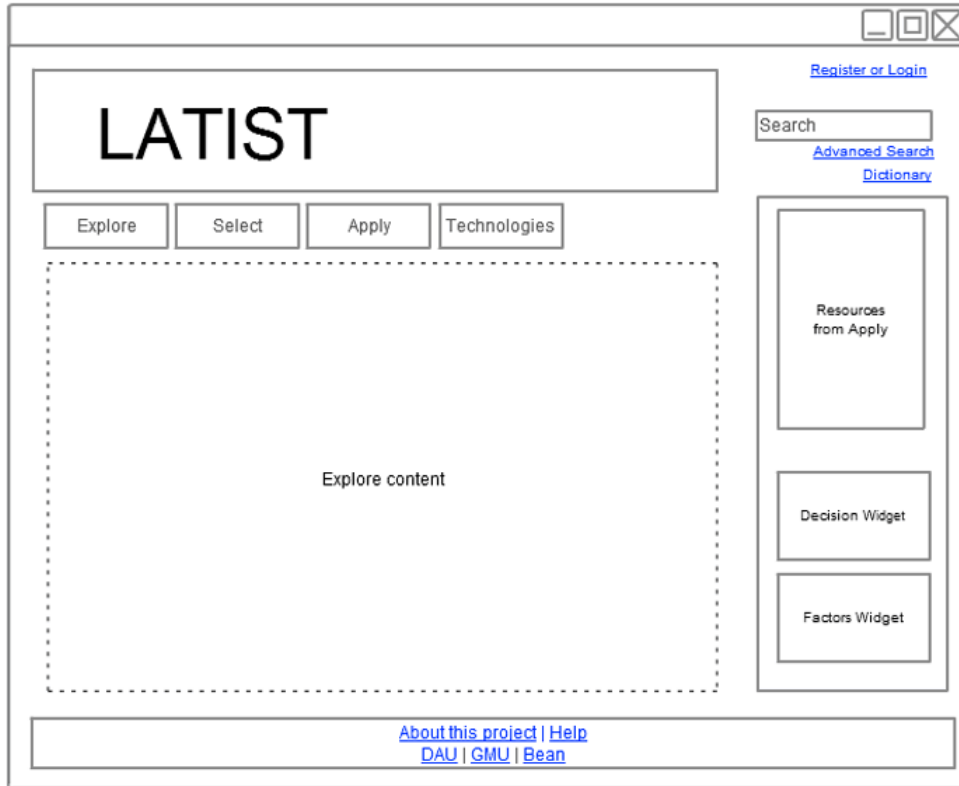 Register or Login
LATIST
Search
Advanced Search
Dictionary
Explore
Select
Apply
Technologies
Resources
from Apply
Explore content
Decision Widget
Factors Widget
About this project | Help
DAU | GMU | Bean